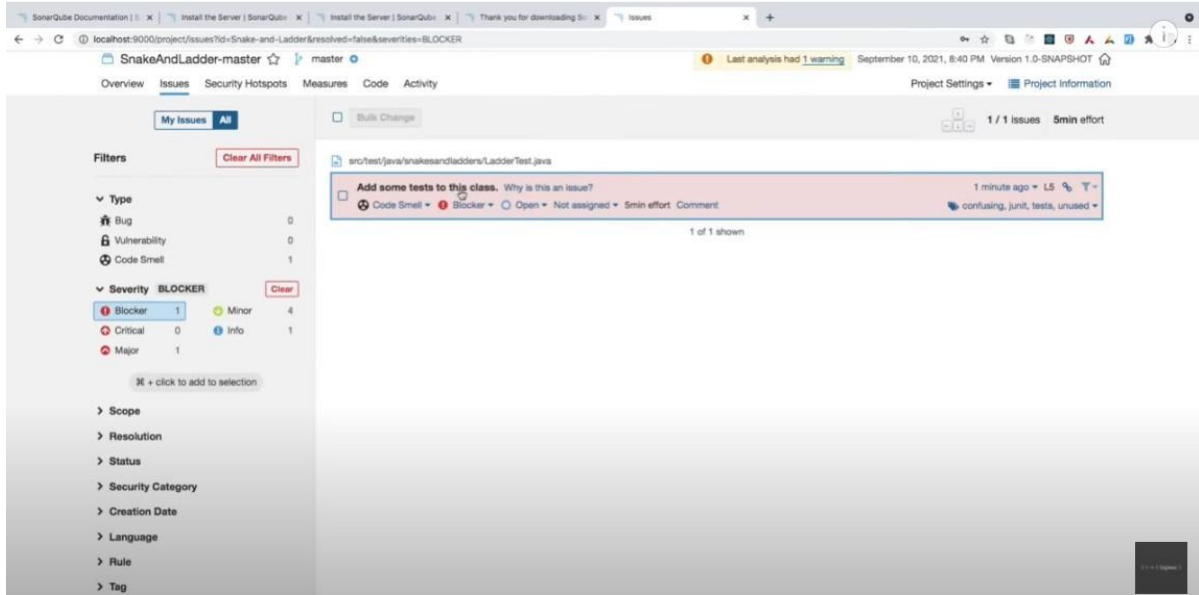 SonarQube Documentation | S
Install the Server | SonarQube
Install the Server | SonarQube
Thank you for downloading So
Issues
localhost:9000/project/issues?id=Snake-and-Ladder&resolved=false&severities=BLOCKER
SnakeAndLadder-master
master
Last analysis had 1 warning
September 10, 2021, 8:40 PM
Version 1.0-SNAPSHOT
Overview Issues Security Hotspots Measures Code Activity
Project Settings
Project Information
My Issues All
Bulk Change
1 / 1 issues 5min effort
Filters
Clear All Filters
src/test/java/snakesandladders/LadderTest.java
Add some tests to this class. Why is this an issue?
1 minute ago L5
Code Smell Blocker Open Not assigned 5min effort Comment
confusing, junit, tests, unused
1 of 1 shown
Type
Bug 0
Vulnerability 0
Code Smell 1
Severity BLOCKER Clear
Blocker 1 Minor 4
Critical 0 Info 1
Major 1
⌘ + click to add to selection
Scope
Resolution
Status
Security Category
Creation Date
Language
Rule
Tag